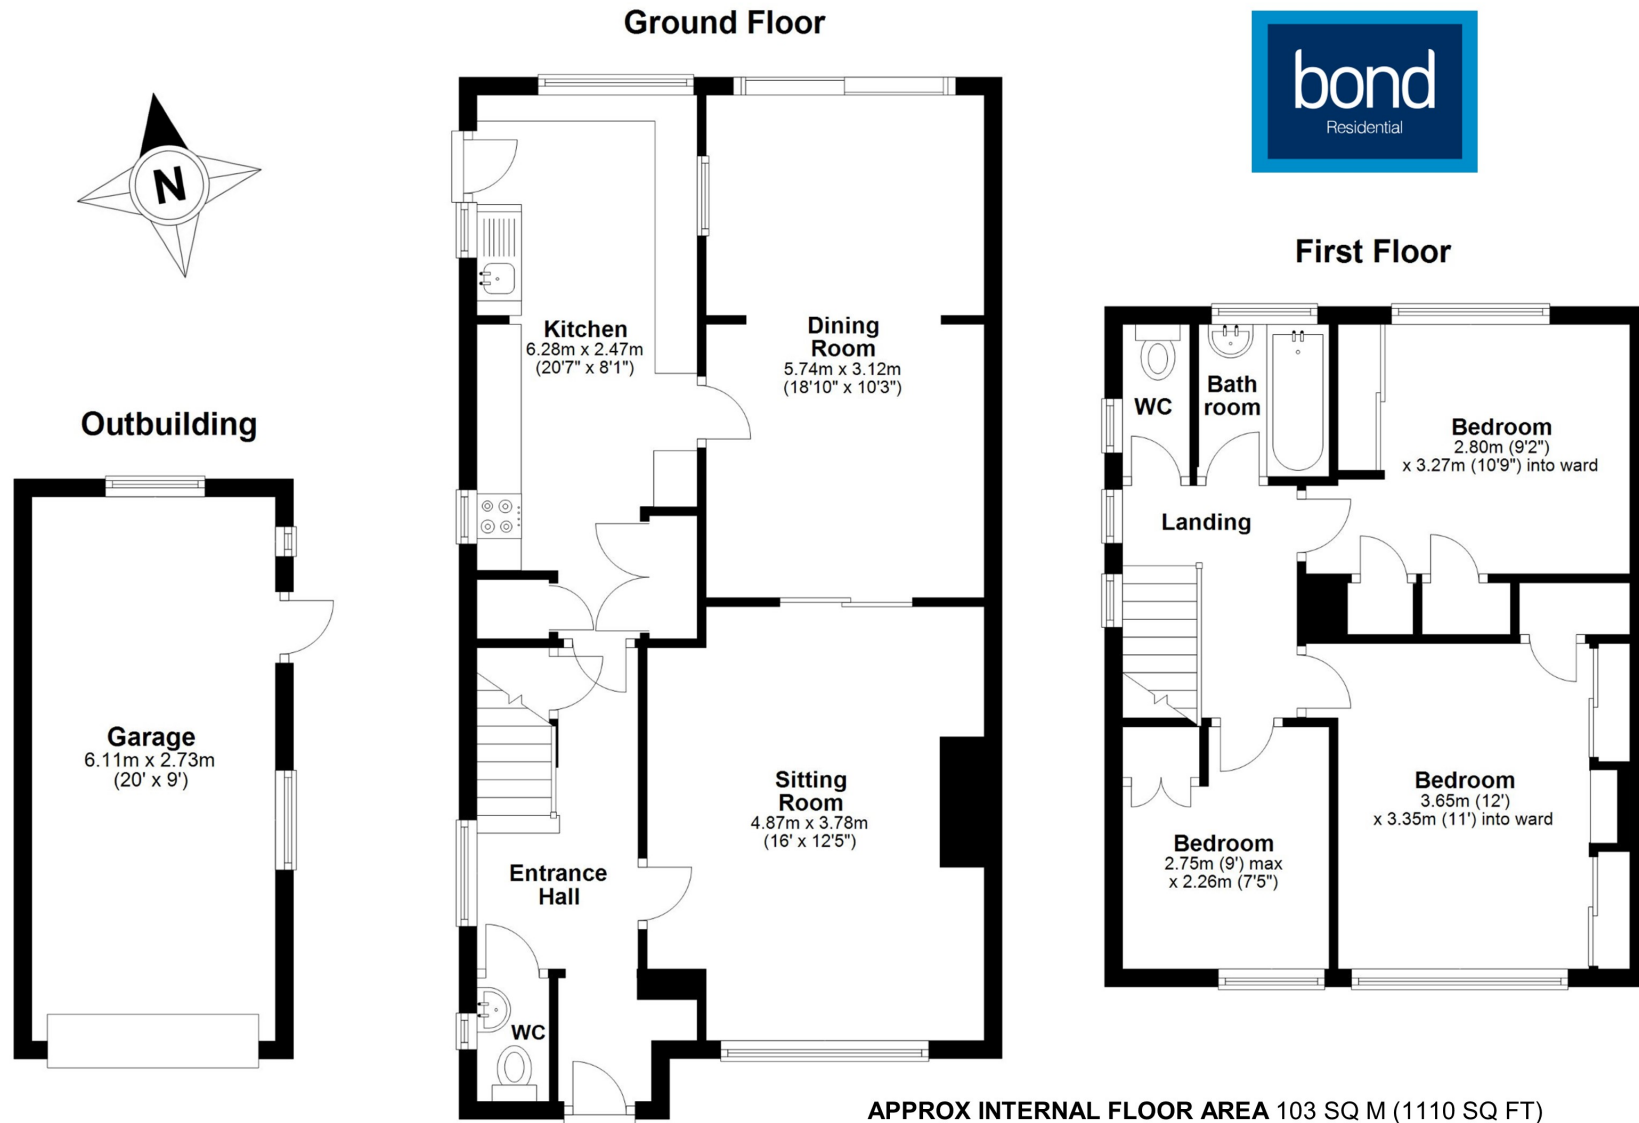 Ground Floor
bond
Residential
N
First Floor
Kitchen
6.28m x 2.47m
(20'7" x 8'1")
Dining
Room
5.74m x 3.12m
(18'10" x 10'3")
WC
Bath
room
Bedroom
2.80m (9'2")
x 3.27m (10'9") into ward
Outbuilding
Landing
Garage
6.11m x 2.73m
(20' x 9')
Sitting
Room
4.87m x 3.78m
(16' x 12'5")
Bedroom
3.65m (12')
x 3.35m (11') into ward
Bedroom
2.75m (9') max
x 2.26m (7'5")
Entrance
Hall
WC
APPROX INTERNAL FLOOR AREA 103 SQ M (1110 SQ FT)